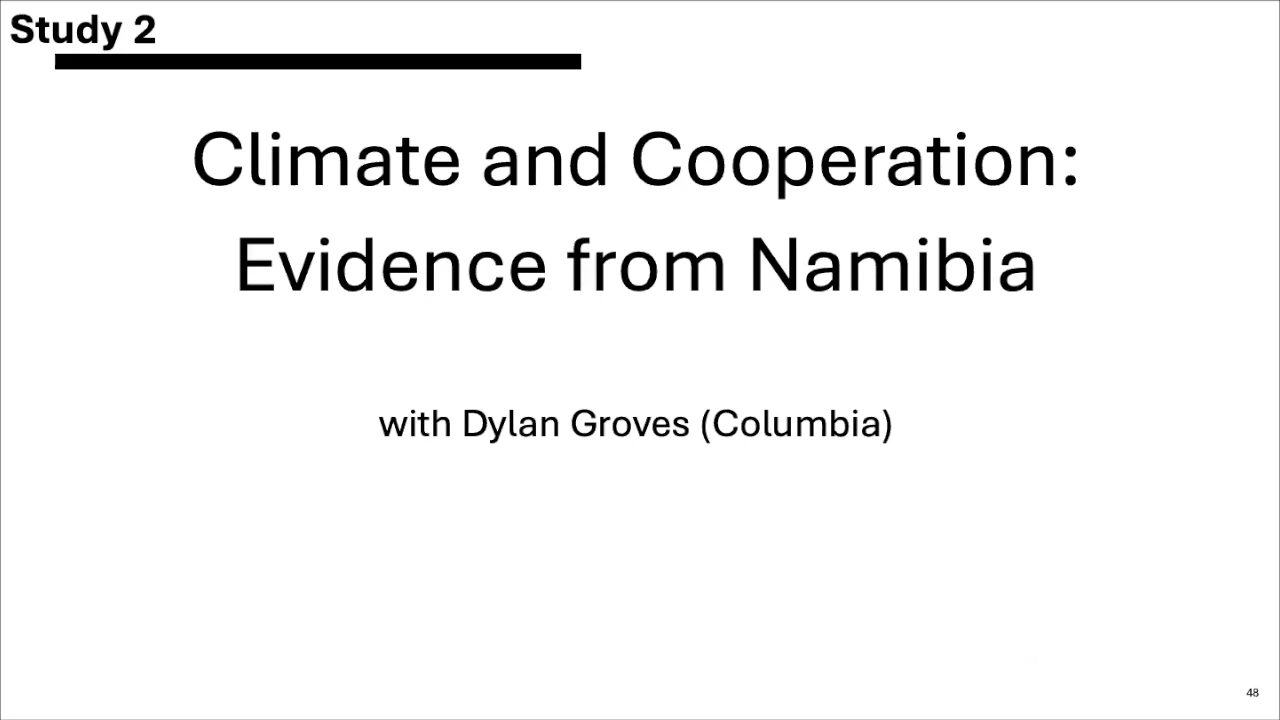 Study 2
Climate and Cooperation:
Evidence from Namibia
with Dylan Groves (Columbia)
48